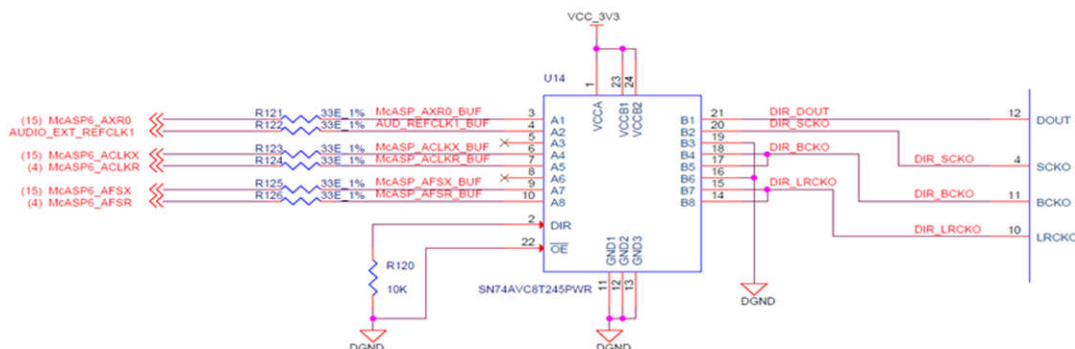 VCC_3V3
U14
1
23
24
VCCA
VCCB1
VCCB2
(15) McASP6_AXR0 R121 33E_1% McASP_AXR0_BUF 3 A1 B1 21 DIR_DOUT 12 DOUT
AUDIO_EXT_REFCLK1 R122 33E_1% AUD_REFCLK1_BUF 4 A2 B2 20 DIR_SCKO
5 A3 B3 19
(15) McASP6_ACLKX R123 33E_1% McASP_ACLKX_BUF 6 A4 B4 18 DIR_BCKO
(4) McASP6_ACLKR R124 33E_1% McASP_ACLKR_BUF 7 A5 B5 17 DIR_SCKO 4 SCKO
8 A6 B6 16
(15) McASP6_AFSX R125 33E_1% McASP_AFSX_BUF 9 A7 B7 15 DIR_LRCKO
(4) McASP6_AFSR R126 33E_1% McASP_AFSR_BUF 10 A8 B8 14 DIR_BCKO 11 BCKO
2 DIR
DIR_LRCKO 10 LRCKO
22 OE
R120
10K
GND1
GND2
GND3
SN74AVC8T245PWR
11
12
13
DGND
DGND
DGND